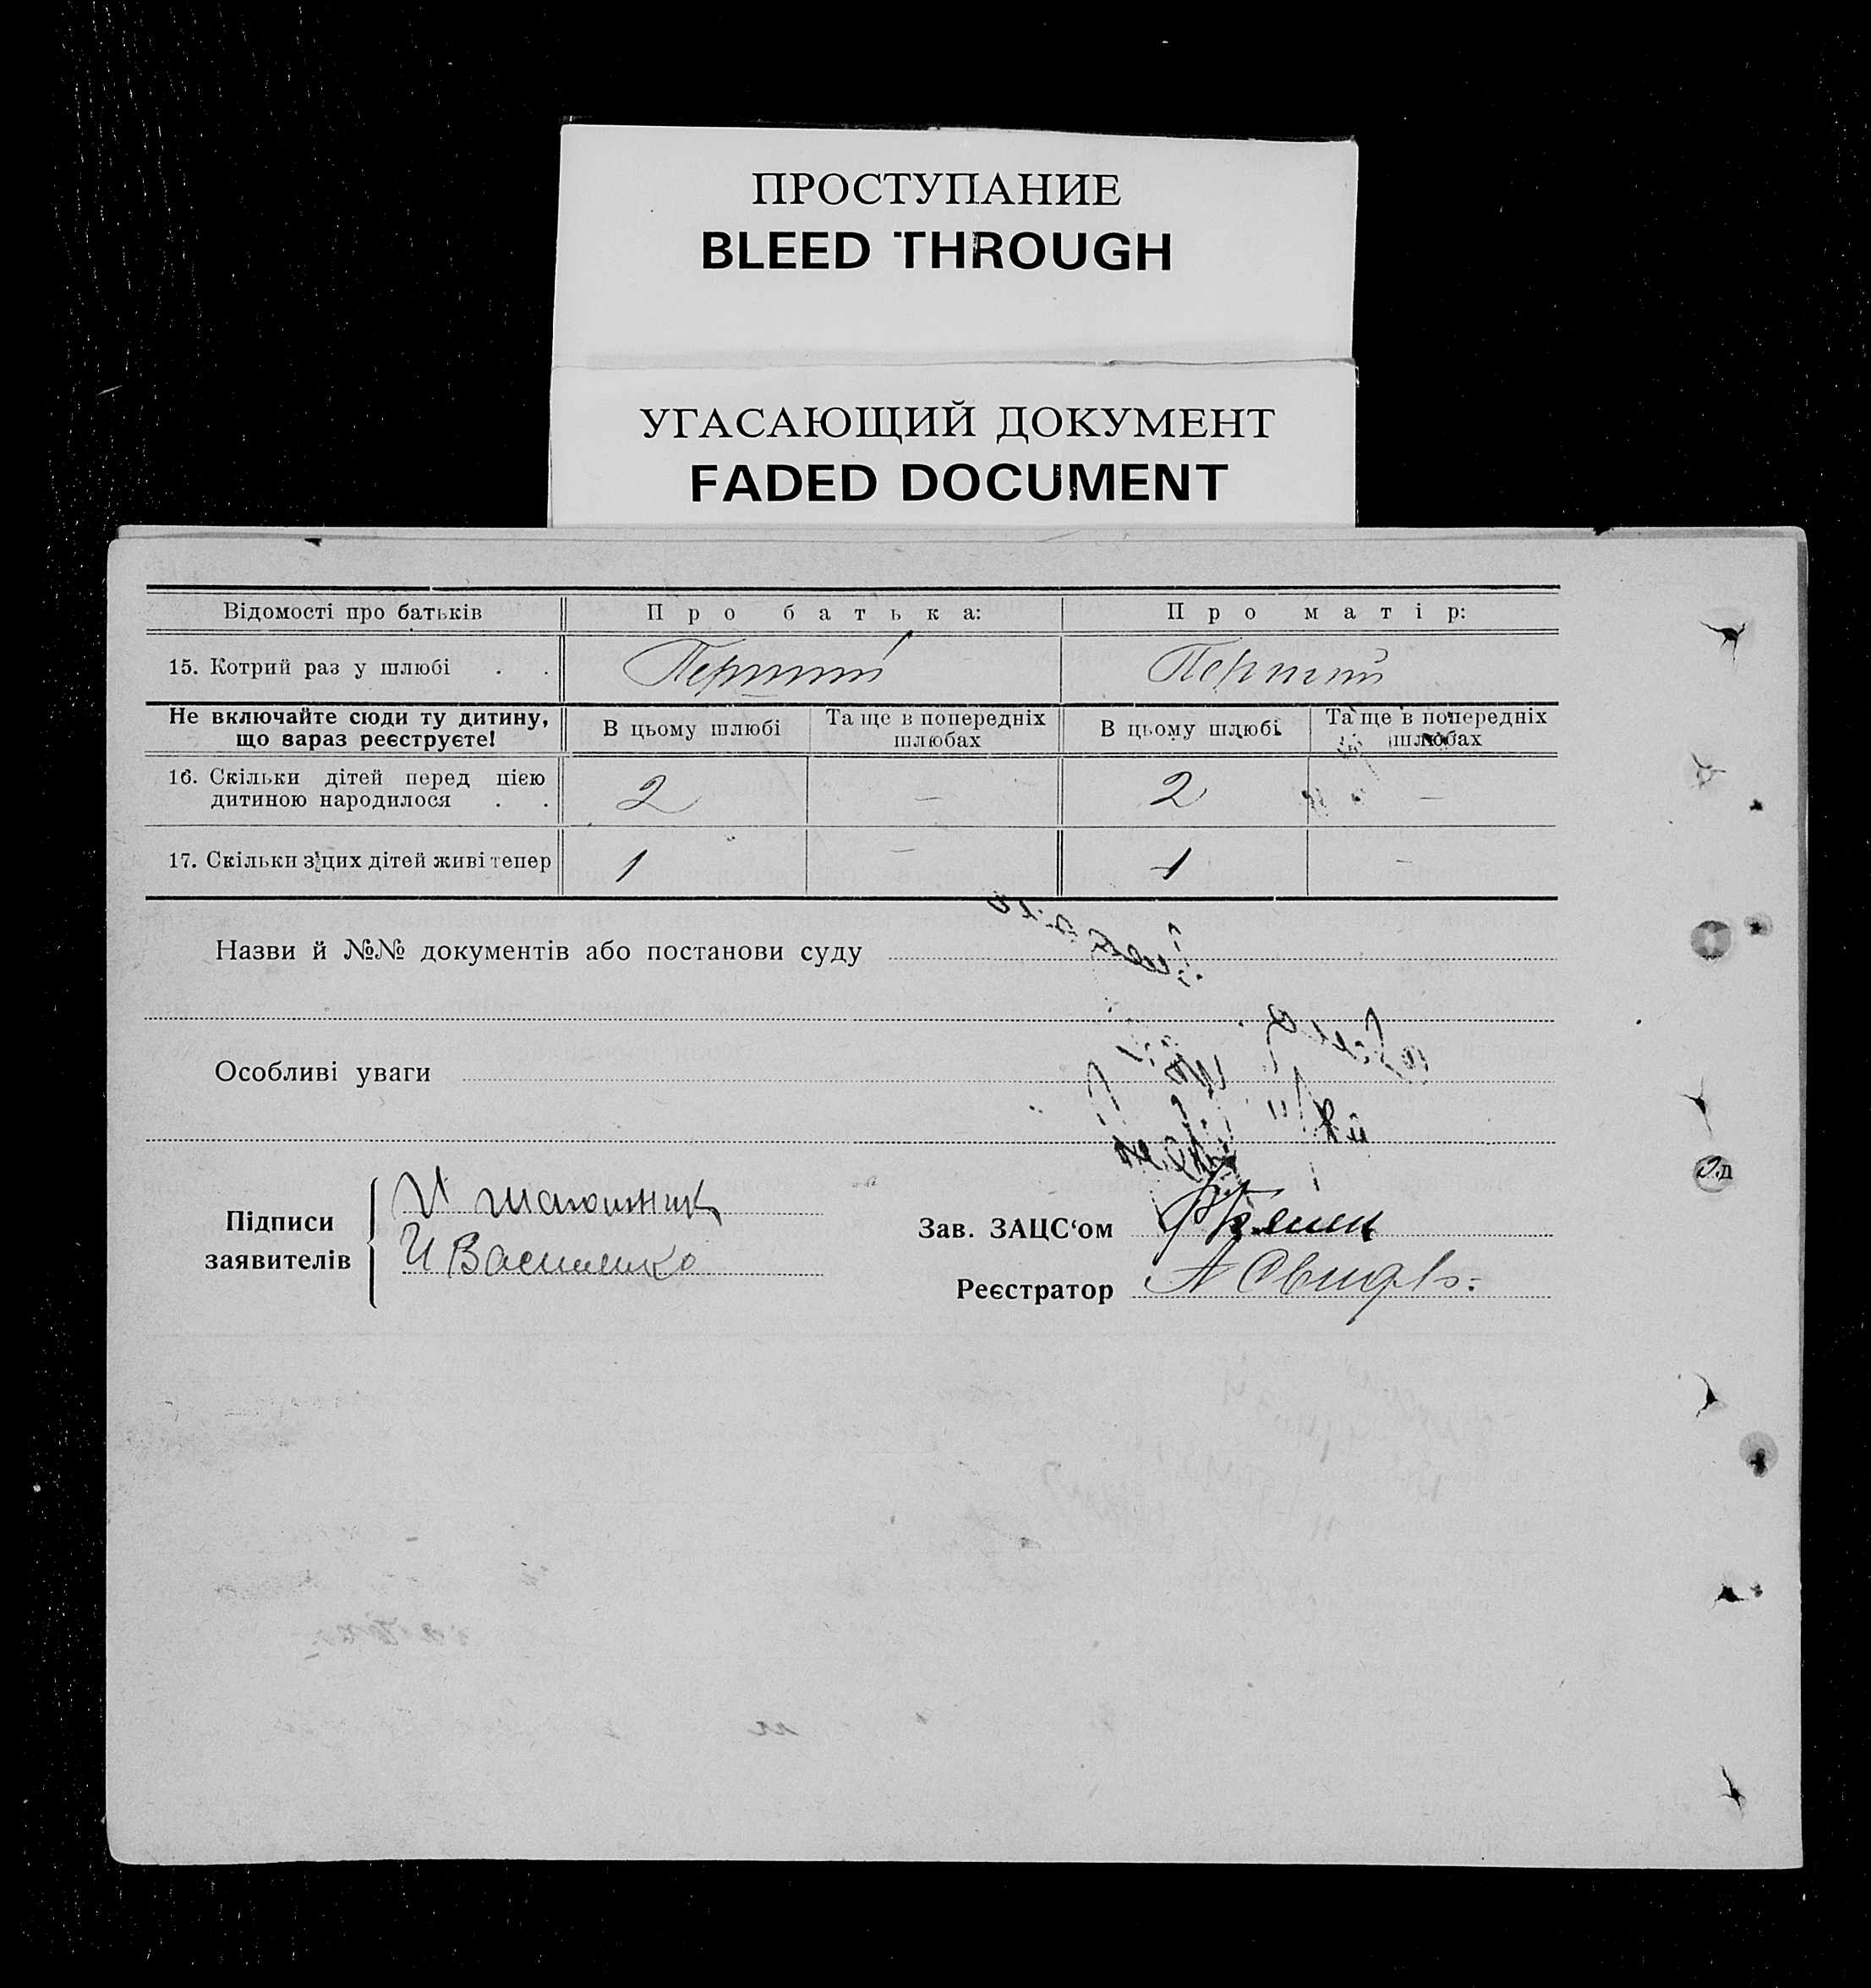 ПРОСТУПАНИЕ
BLEED THROUGH
УГАСАЮЩИЙ ДОКУМЕНТ
FADED DOCUMENT
Відомості про батьків Про батька: Про матір:
15. Котрий раз у шлюбі . . Перший Перший
Не включайте сюди ту дитину, що вараз реєструєте! В цьому шлюбі Та ще в попередніх шлюбах В цьому шлюбі Та ще в попередніх шлюбах
16. Скільки дітей перед цією дитиною народилося . . 2 — 2 —
17. Скільки з цих дітей живі тепер 1 — 1 —
Назви й №№ документів або постанови суду
Особливі уваги
Підписи заявителів
И Василенко
Зав. ЗАЦС‘ом
Реєстратор А